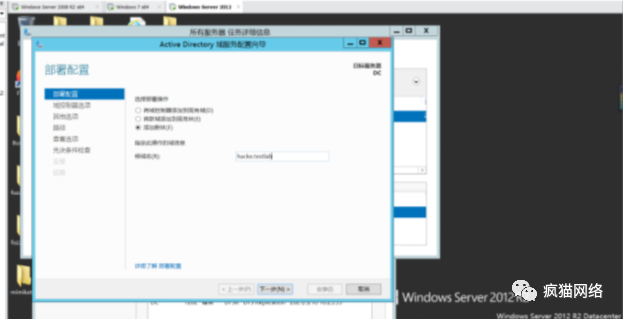 Windows Server 2008 R2 x64
Windows 7 x64
Windows Server 2012
所有服务器 任务详细信息
Active Directory 域服务配置向导
部署配置
目标服务器
DC
部署配置
域控制器选项
其他选项
路径
查看选项
先决条件检查
安装
结果
选择部署操作
将域控制器添加到现有域(D)
将新域添加到现有林(E)
添加新林(F)
指定此操作的域信息
根域名(R):
hacke.testlab
详细了解 部署配置
< 上一步(P)
下一步(N) >
安装(I)
取消
Windows Server 2012 R2
Windows Server 2012 R2 Datacenter
疯猫网络